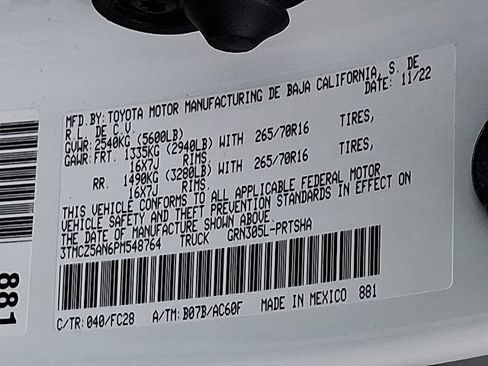 MFD.BY: TOYOTA MOTOR MANUFACTURING DE BAJA CALIFORNIA, S. DE
R.L. DE C.V. DATE: 11/22
GVWR: 2540KG (5600LB)
GAWR: FRT. 1335KG (2940LB) WITH 265/70R16 TIRES,
16X7J RIMS,
RR. 1490KG (3280LB) WITH 265/70R16 TIRES,
16X7J RIMS.
THIS VEHICLE CONFORMS TO ALL APPLICABLE FEDERAL MOTOR
VEHICLE SAFETY AND THEFT PREVENTION STANDARDS IN EFFECT ON
THE DATE OF MANUFACTURE SHOWN ABOVE.
3TMCZ5AN6PM548764 TRUCK GRN305L-PRTSHA
C/TR: 040/FC28 A/TM: B07B/AC60F MADE IN MEXICO 881
881